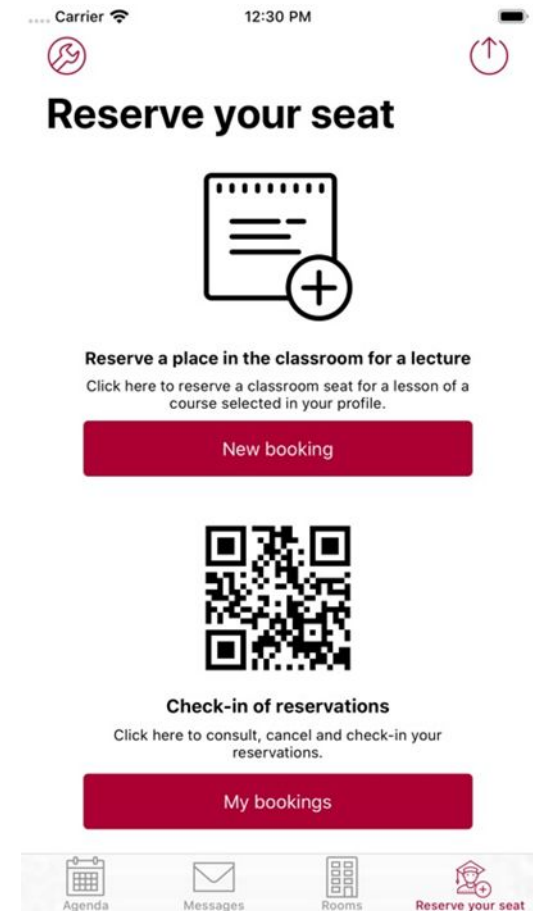 Carrier 12:30 PM
Reserve your seat
Reserve a place in the classroom for a lecture
Click here to reserve a classroom seat for a lesson of a
course selected in your profile.
New booking
Check-in of reservations
Click here to consult, cancel and check-in your
reservations.
My bookings
Agenda Messages Rooms Reserve your seat